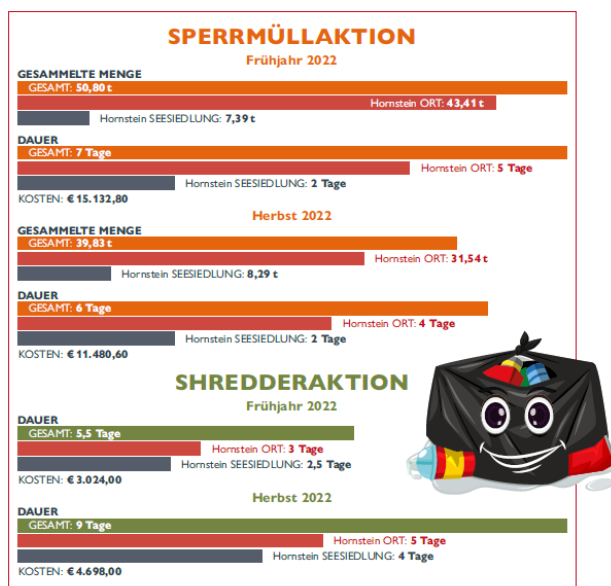 SPERRMÜLLAKTION
Frühjahr 2022
GESAMMELTE MENGE
GESAMT: 50,80 t
Hornstein ORT: 43,41 t
Hornstein SEESIEDLUNG: 7,39 t
DAUER
GESAMT: 7 Tage
Hornstein ORT: 5 Tage
Hornstein SEESIEDLUNG: 2 Tage
KOSTEN: € 15.132,80
Herbst 2022
GESAMMELTE MENGE
GESAMT: 39,83 t
Hornstein ORT: 31,54 t
Hornstein SEESIEDLUNG: 8,29 t
DAUER
GESAMT: 6 Tage
Hornstein ORT: 4 Tage
Hornstein SEESIEDLUNG: 2 Tage
KOSTEN: € 11.480,60
SHREDDERAKTION
Frühjahr 2022
DAUER
GESAMT: 5,5 Tage
Hornstein ORT: 3 Tage
Hornstein SEESIEDLUNG: 2,5 Tage
KOSTEN: € 3.024,00
Herbst 2022
DAUER
GESAMT: 9 Tage
Hornstein ORT: 5 Tage
Hornstein SEESIEDLUNG: 4 Tage
KOSTEN: € 4.698,00